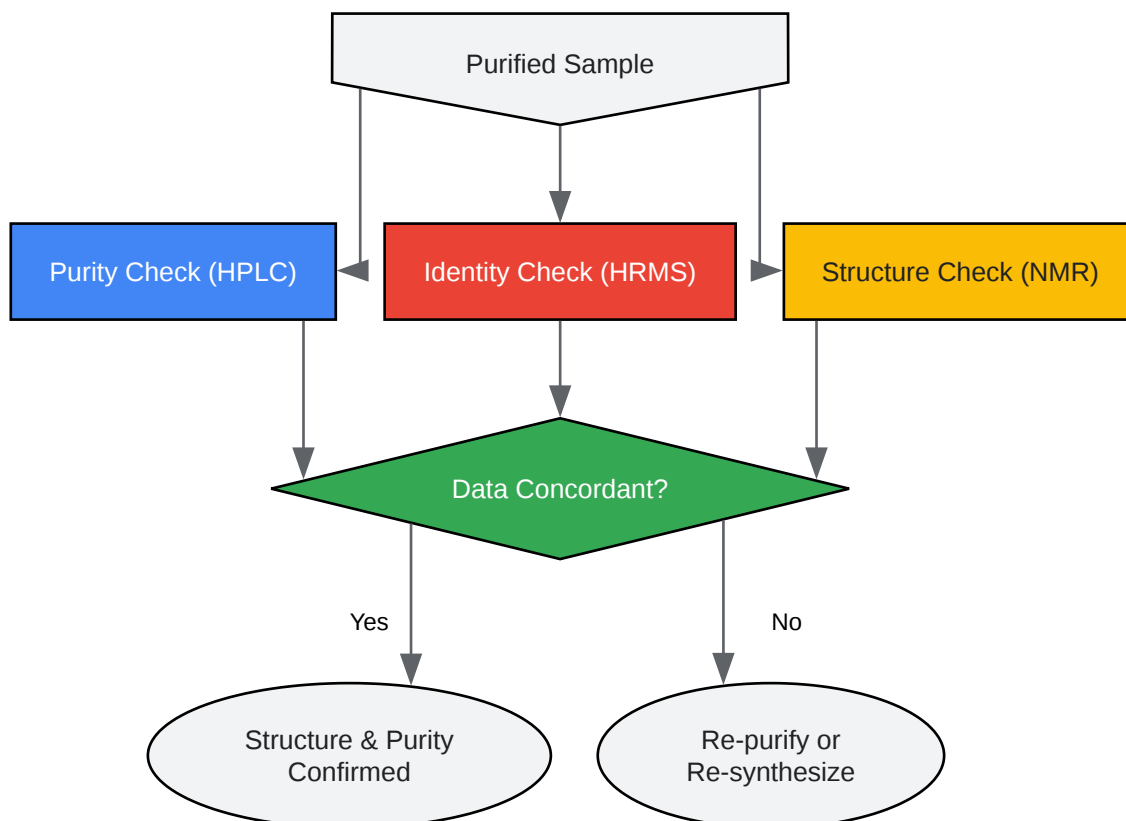 Purified Sample
Purity Check (HPLC)
Identity Check (HRMS)
Structure Check (NMR)
Data Concordant?
Yes
No
Structure & Purity
Confirmed
Re-purify or
Re-synthesize